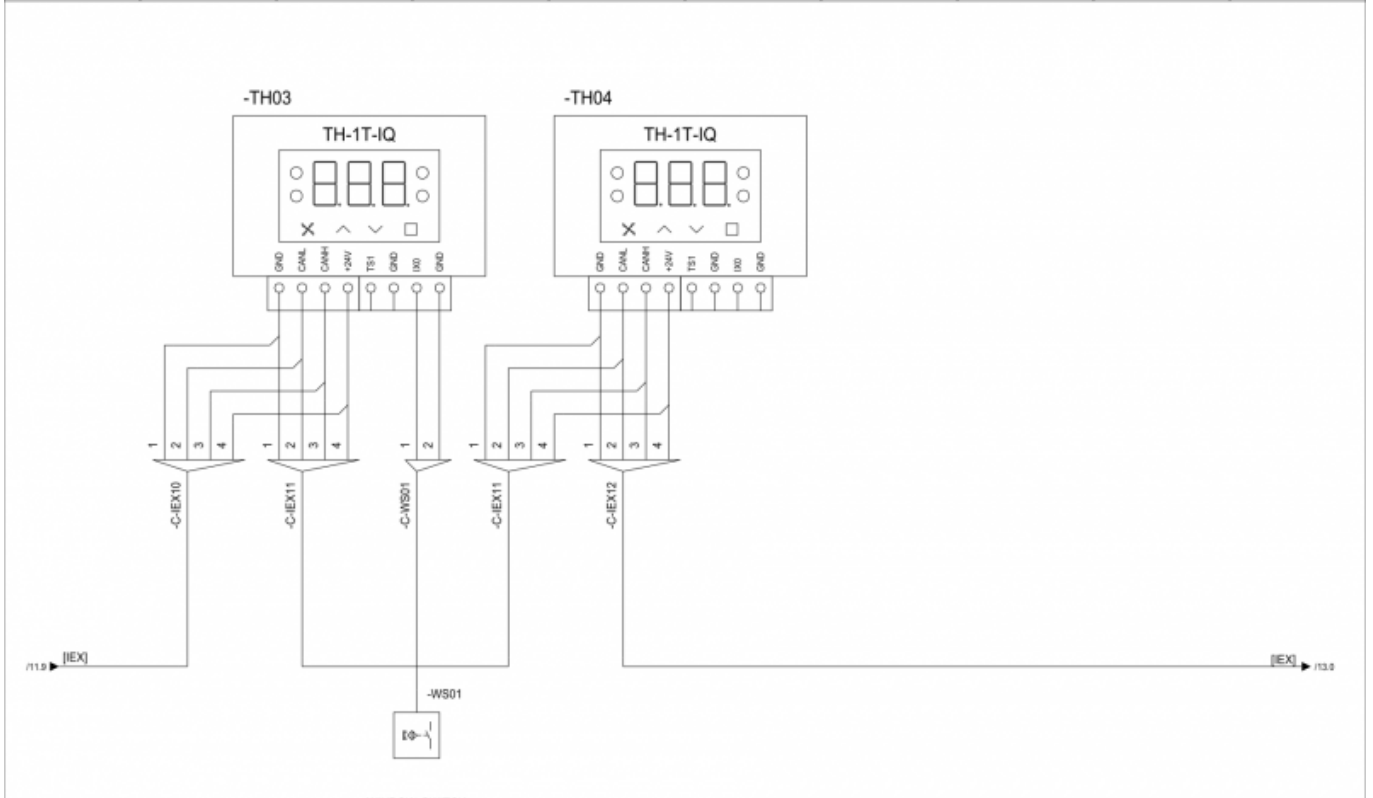 -TH03
-TH04
TH-1T-IQ
TH-1T-IQ
GND CANL CANH +24V TS1 GND IX0 GND
GND CANL CANH +24V TS1 GND IX0 GND
1 2 3 4 1 2 3 4 1 2 1 2 3 4 1 2 3 4
-C-IEX10
-C-IEX11
-C-WS01
-C-IEX11
-C-IEX12
/11.9 [IEX]
[IEX] /13.0
-WS01